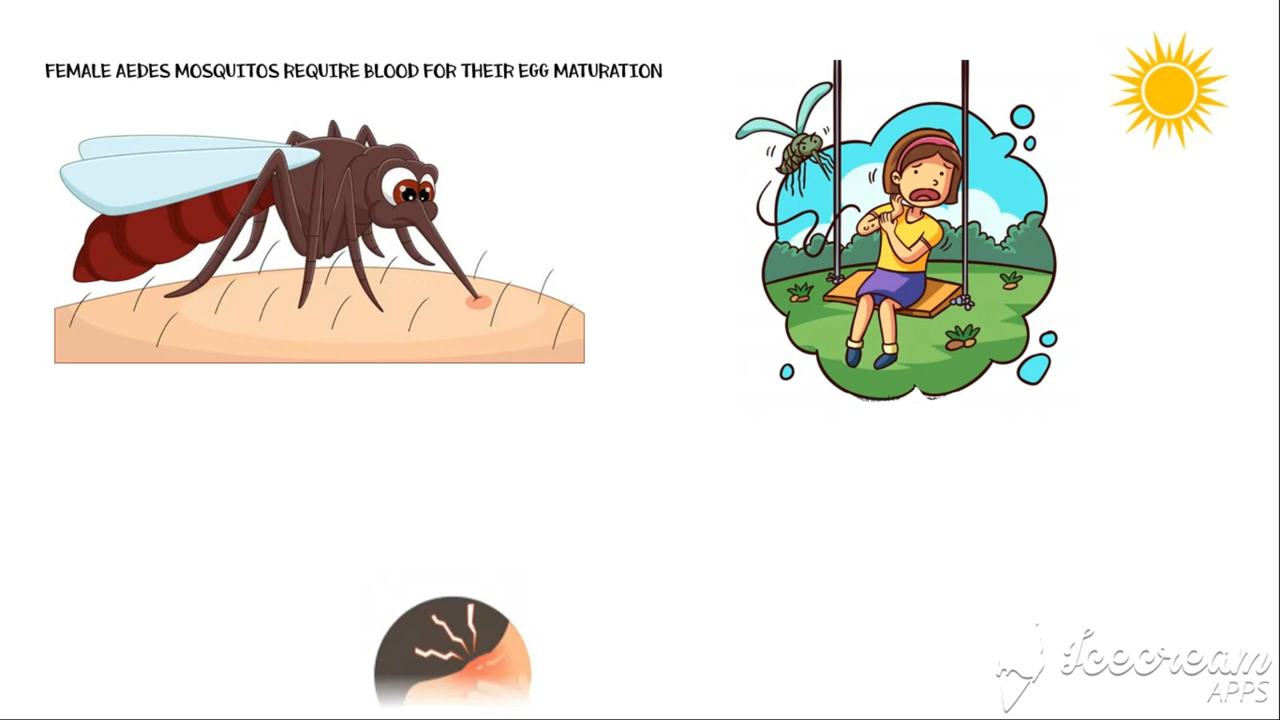 FEMALE AEDES MOSQUITOS REQUIRE BLOOD FOR THEIR EGG MATURATION
Icecream
APPS